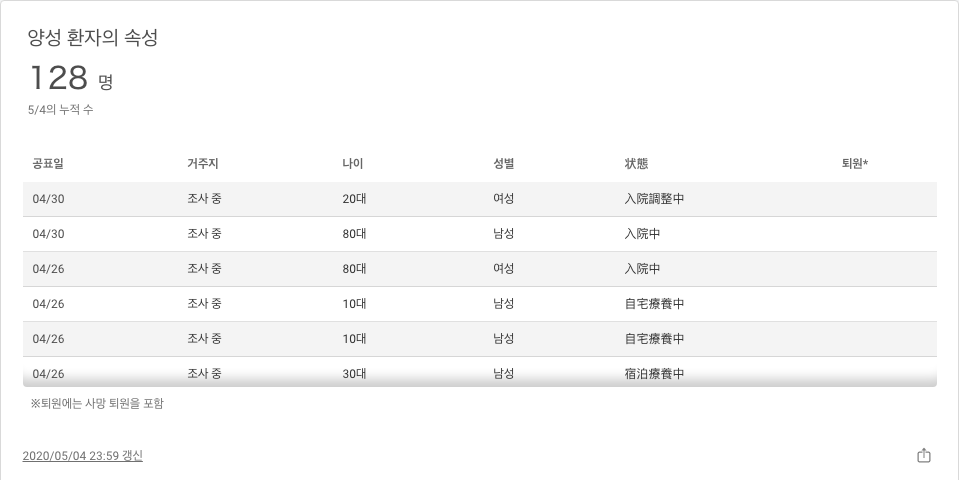 양성 환자의 속성
128 명
5/4의 누적 수
공표일 거주지 나이 성별 状態 퇴원*
04/30 조사 중 20대 여성 入院調整中
04/30 조사 중 80대 남성 入院中
04/26 조사 중 80대 여성 入院中
04/26 조사 중 10대 남성 自宅療養中
04/26 조사 중 10대 남성 自宅療養中
04/26 조사 중 30대 남성 宿泊療養中
※퇴원에는 사망 퇴원을 포함
2020/05/04 23:59 갱신